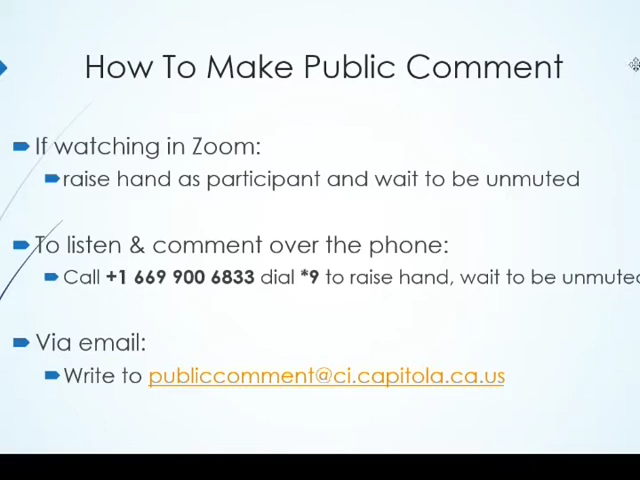 How To Make Public Comment
If watching in Zoom:
raise hand as participant and wait to be unmuted
To listen & comment over the phone:
Call +1 669 900 6833 dial *9 to raise hand, wait to be unmuted
Via email:
Write to publiccomment@ci.capitola.ca.us